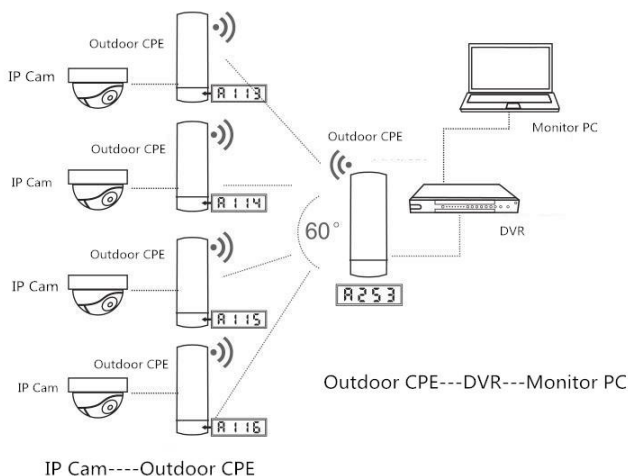 Outdoor CPE
IP Cam
A113
Outdoor CPE
IP Cam
A114
Outdoor CPE
IP Cam
A115
Outdoor CPE
IP Cam
A116
IP Cam----Outdoor CPE
Outdoor CPE
60°
A253
Monitor PC
DVR
Outdoor CPE---DVR---Monitor PC